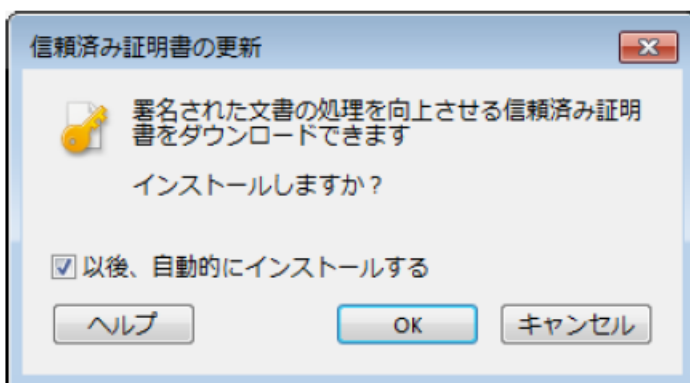 信頼済み証明書の更新
署名された文書の処理を向上させる信頼済み証明
書をダウンロードできます
インストールしますか？
以後、自動的にインストールする
ヘルプ
OK
キャンセル